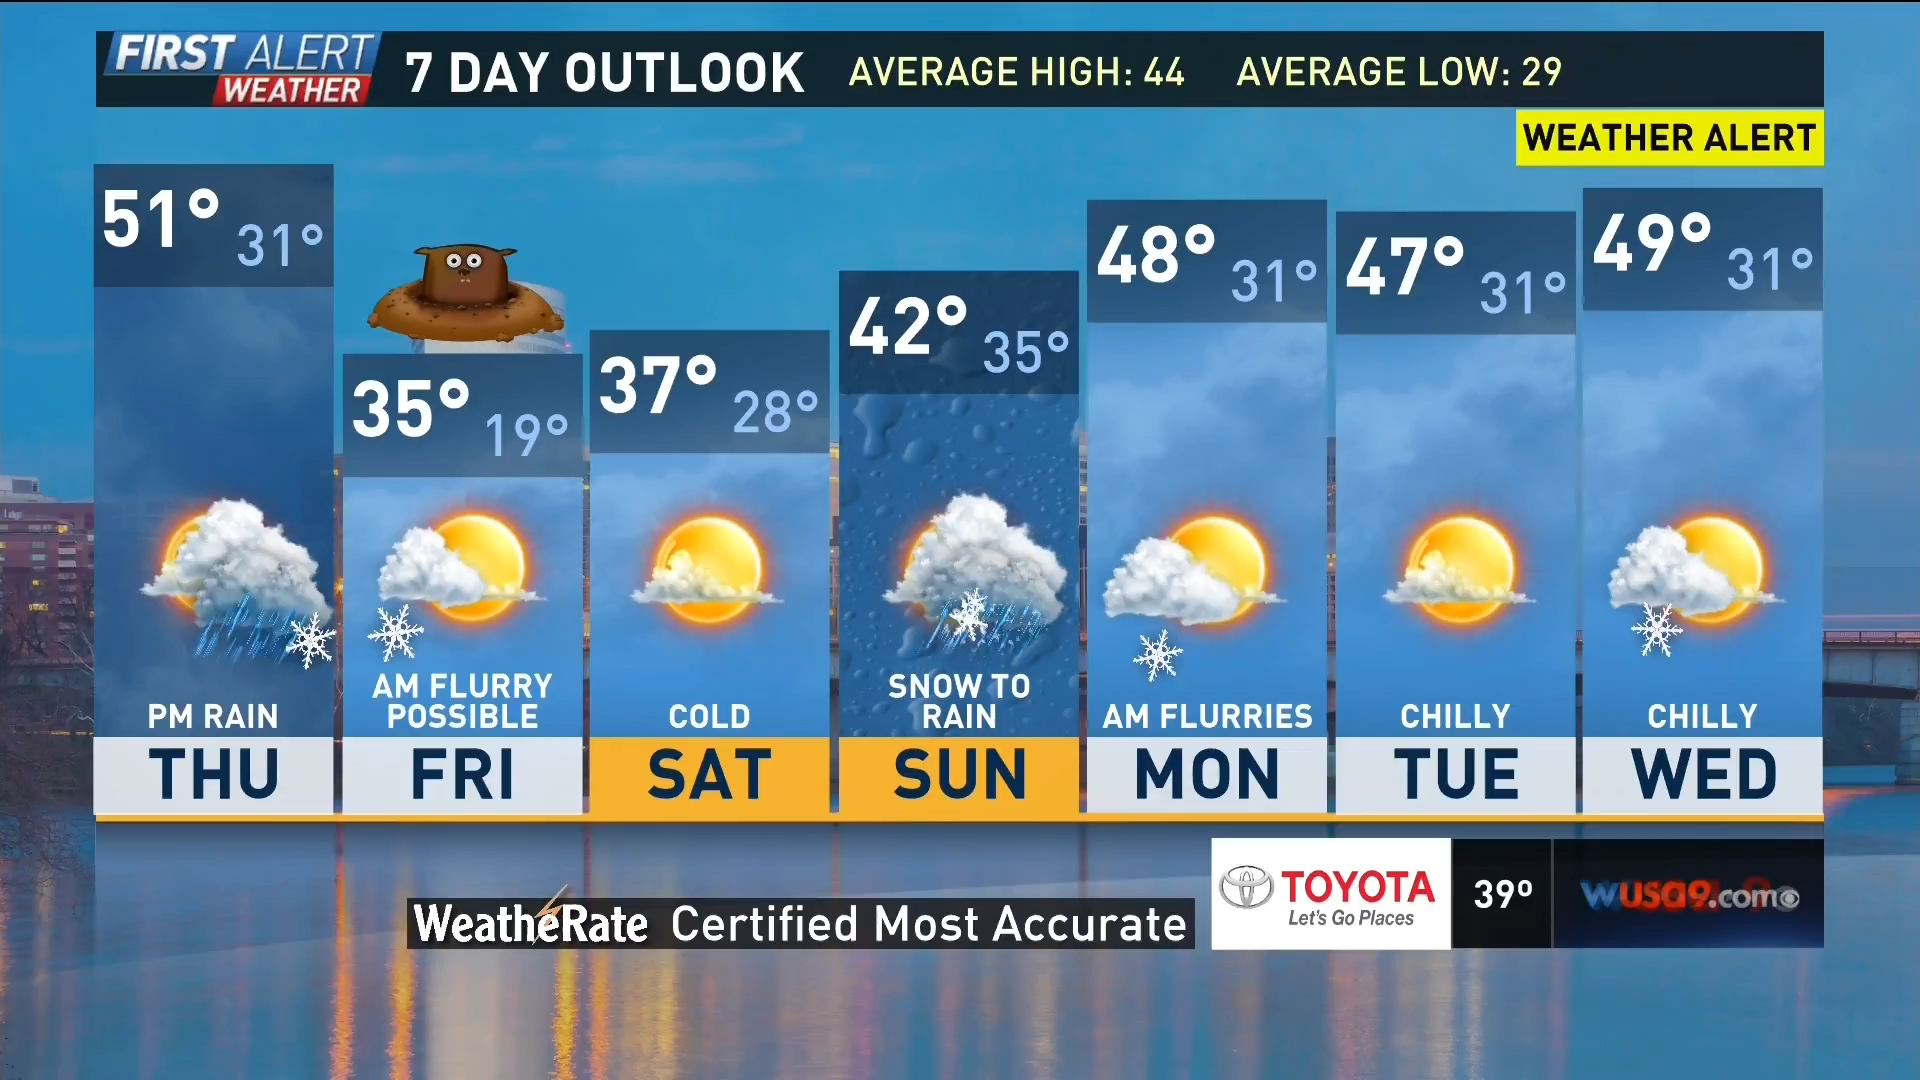 FIRST ALERT
WEATHER
7 DAY OUTLOOK AVERAGE HIGH: 44 AVERAGE LOW: 29
WEATHER ALERT
51° 31°
PM RAIN
THU
35° 19°
AM FLURRY
POSSIBLE
FRI
37° 28°
COLD
SAT
42° 35°
SNOW TO
RAIN
SUN
48° 31°
AM FLURRIES
MON
47° 31°
CHILLY
TUE
49° 31°
CHILLY
WED
WeatheRate Certified Most Accurate
TOYOTA
Let's Go Places
39°
wusa9.com